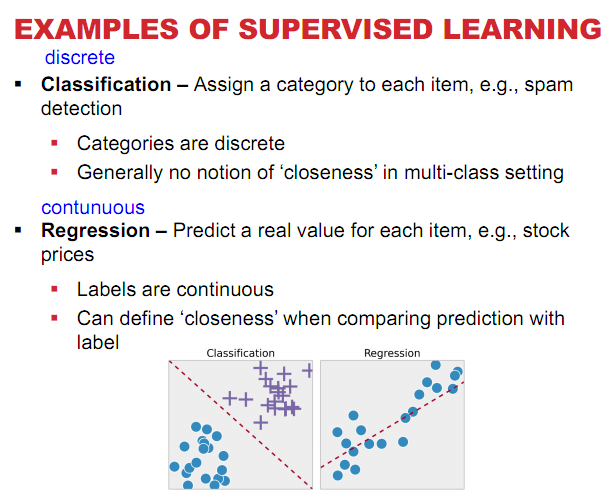 EXAMPLES OF SUPERVISED LEARNING
discrete
▪ Classification – Assign a category to each item, e.g., spam
detection
▪ Categories are discrete
▪ Generally no notion of ‘closeness’ in multi-class setting
contunuous
▪ Regression – Predict a real value for each item, e.g., stock
prices
▪ Labels are continuous
▪ Can define ‘closeness’ when comparing prediction with
label
Classification
Regression